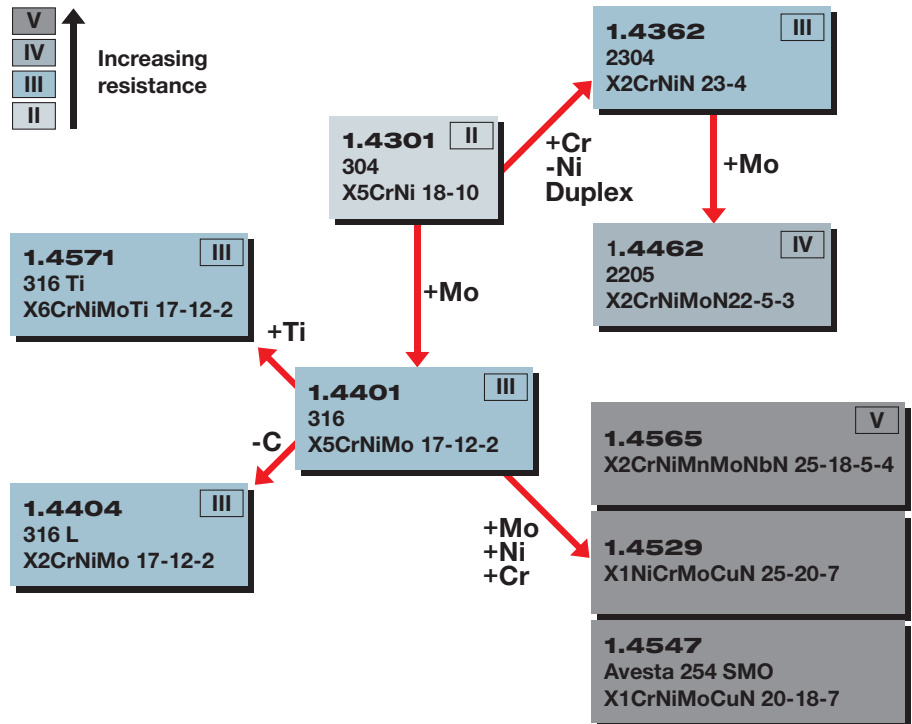 V
IV
III
II
Increasing
resistance
1.4362
III
2304
X2CrNiN 23-4
1.4301
II
304
X5CrNi 18-10
+Cr
-Ni
Duplex
+Mo
1.4462
IV
2205
X2CrNiMoN22-5-3
1.4571
III
316 Ti
X6CrNiMoTi 17-12-2
+Mo
+Ti
1.4401
III
316
X5CrNiMo 17-12-2
-C
1.4404
III
316 L
X2CrNiMo 17-12-2
+Mo
+Ni
+Cr
V
1.4565
X2CrNiMnMoNbN 25-18-5-4
1.4529
X1NiCrMoCuN 25-20-7
1.4547
Avesta 254 SMO
X1CrNiMoCuN 20-18-7